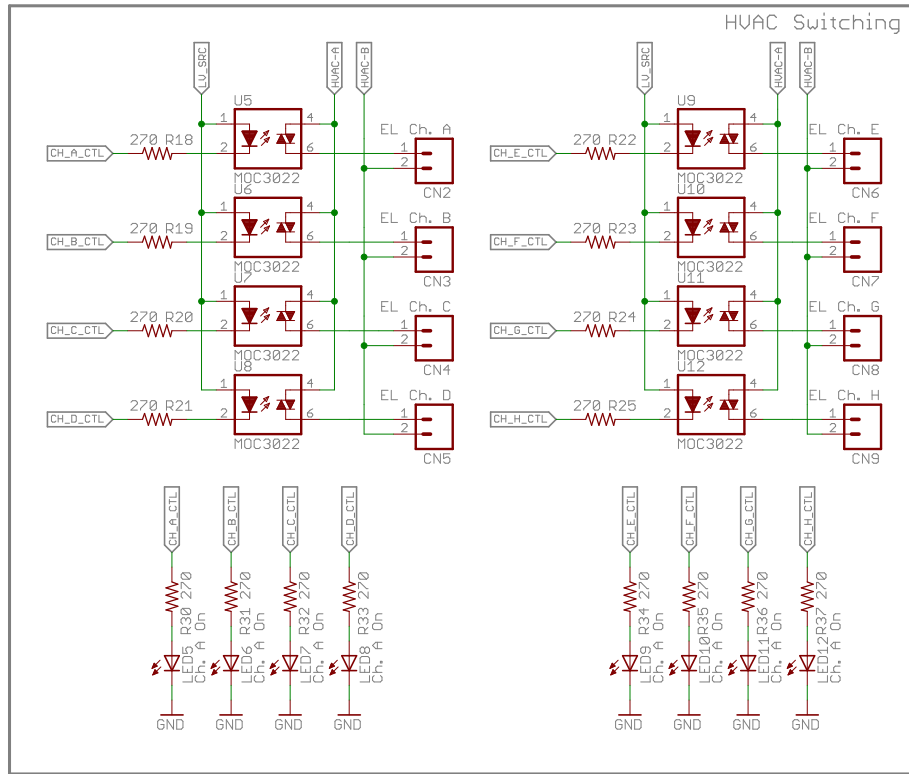 HVAC Switching
LV_SRC HVAC-A HVAC-B LV_SRC HVAC-A HVAC-B
U5 U9
1 4 1 4
EL Ch. A EL Ch. E
CH_A_CTL 270 R18 2 6 1 CH_E_CTL 270 R22 2 6 1
2 2
MOC3022 CN2 MOC3022 CN6
U6 U10
1 4 1 4
EL Ch. B EL Ch. F
CH_B_CTL 270 R19 2 6 1 CH_F_CTL 270 R23 2 6 1
2 2
MOC3022 CN3 MOC3022 CN7
U7 U11
1 4 1 4
EL Ch. C EL Ch. G
CH_C_CTL 270 R20 2 6 1 CH_G_CTL 270 R24 2 6 1
2 2
MOC3022 CN4 MOC3022 CN8
U8 U12
1 4 1 4
EL Ch. D EL Ch. H
CH_D_CTL 270 R21 2 6 1 CH_H_CTL 270 R25 2 6 1
2 2
MOC3022 CN5 MOC3022 CN9
CH_A_CTL
R30 270
LED5
Ch. A On
GND
CH_B_CTL
R31 270
LED6
Ch. A On
GND
CH_C_CTL
R32 270
LED7
Ch. A On
GND
CH_D_CTL
R33 270
LED8
Ch. A On
GND
CH_E_CTL
R34 270
LED9
Ch. A On
GND
CH_F_CTL
R35 270
LED10
Ch. A On
GND
CH_G_CTL
R36 270
LED11
Ch. A On
GND
CH_H_CTL
R37 270
LED12
Ch. A On
GND